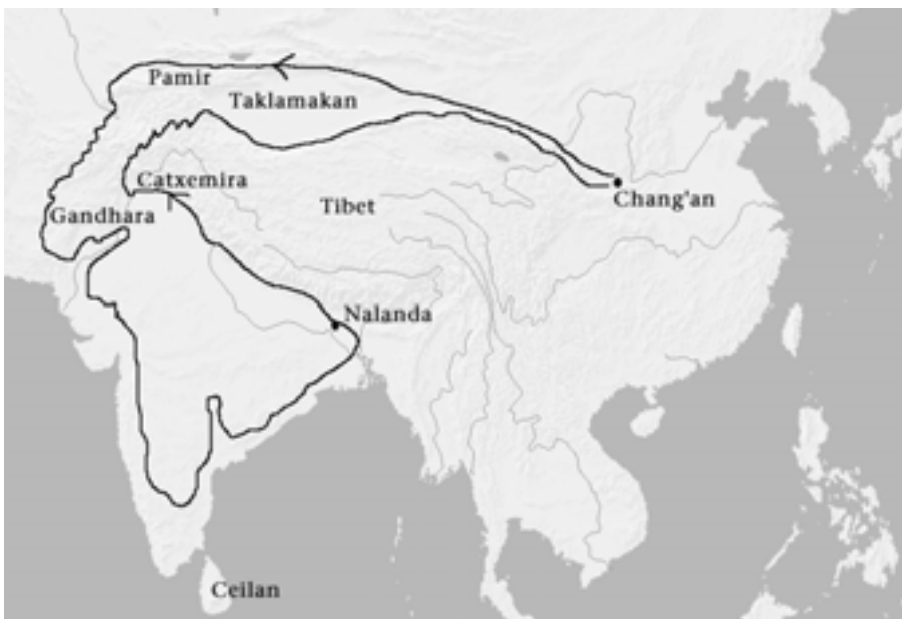 Pamir
Taklamakan
Catxemira
Tibet
Chang'an
Gandhara
Nalanda
Ceilan